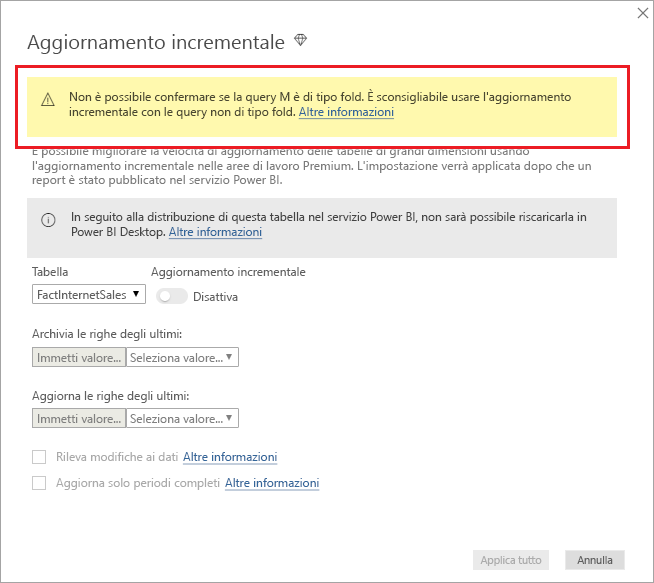 Aggiornamento incrementale
Non è possibile confermare se la query M è di tipo fold. È sconsigliabile usare l'aggiornamento
incrementale con le query non di tipo fold. Altre informazioni
È possibile migliorare la velocità di aggiornamento delle tabelle di grandi dimensioni usando
l'aggiornamento incrementale nelle aree di lavoro Premium. L'impostazione verrà applicata dopo che un
report è stato pubblicato nel servizio Power BI.
In seguito alla distribuzione di questa tabella nel servizio Power BI, non sarà possibile riscaricarla in
Power BI Desktop. Altre informazioni
Tabella Aggiornamento incrementale
FactInternetSales Disattiva
Archivia le righe degli ultimi:
Immetti valore... Seleziona valore...
Aggiorna le righe degli ultimi:
Immetti valore... Seleziona valore...
Rileva modifiche ai dati Altre informazioni
Aggiorna solo periodi completi Altre informazioni
Applica tutto Annulla